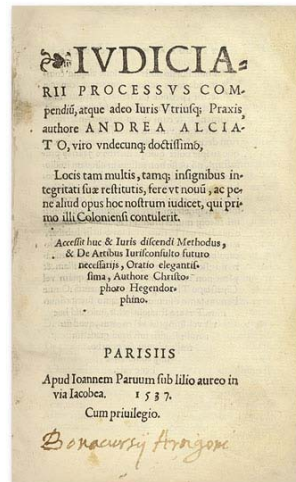 IVDICIA-
RII PROCESSVS COM-
pendiũ, atque adeo Iuris Vtriusq; Praxis,
authore ANDREA ALCIA-
TO, viro vndecunq; doctissimo,
Locis tam multis, tamq; insignibus in-
tegritati suæ restitutis, fere vt nouũ, ac pe-
ne aliud opus hoc nostrum iudicet, qui pri-
mo illi Coloniensi contulerit.
Accessit huc & Iuris discendi Methodus,
& De Artibus Iurisconsulto futuro
necessarijs, Oratio elegantis-
sima, Authore Christo-
phoro Hegendor-
phino.
PARISIIS
Apud Ioannem Paruum sub lilio aureo in
via Iacobea. 1537.
Cum priuilegio.
Bonacursij